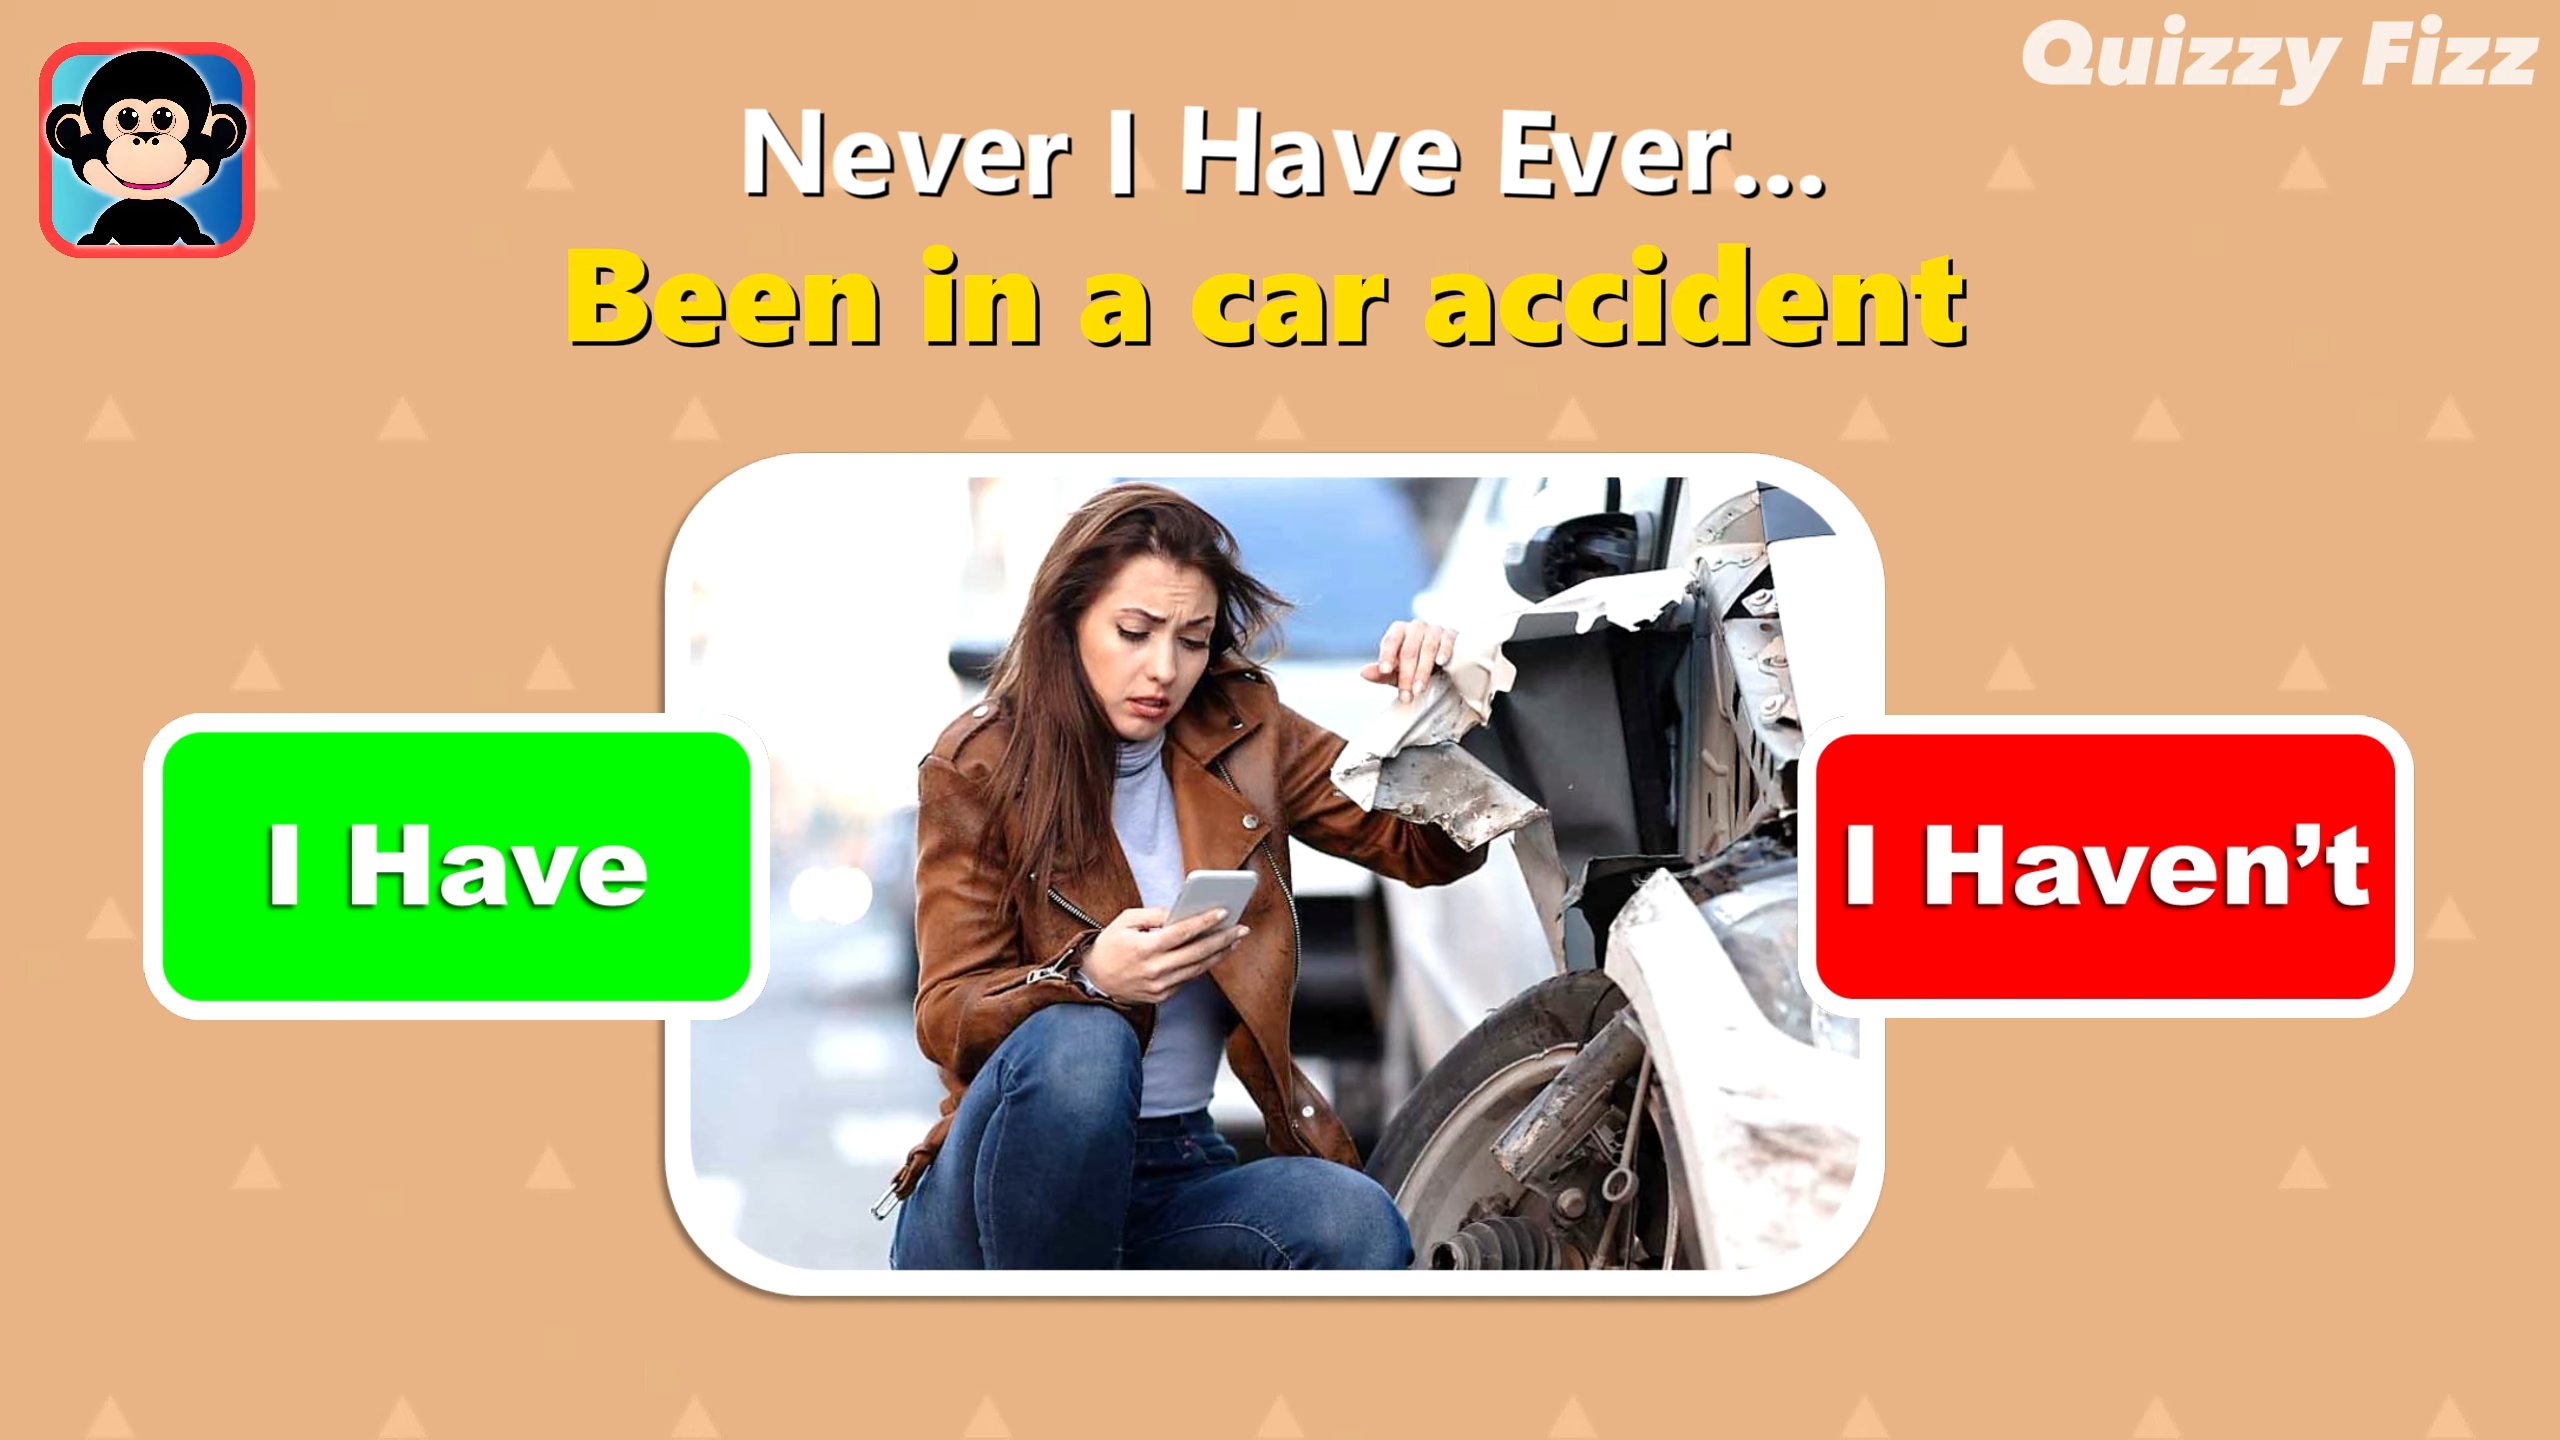 Quizzy Fizz
Never I Have Ever...
Been in a car accident
I Have
I Haven’t